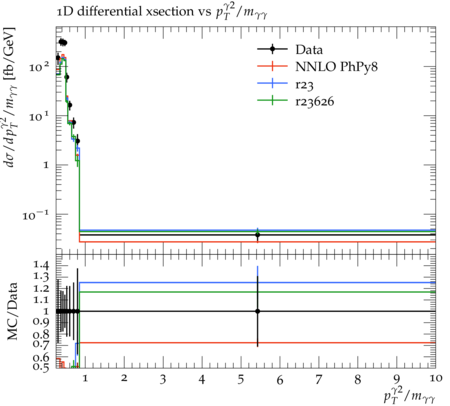 1D differential xsection vs p_T^{γ2}/m_{γγ}
dσ/dp_T^{γ2}/m_{γγ} [fb/GeV]
10^2
10^1
1
10^{-1}
Data
NNLO PhPy8
r23
r23626
MC/Data
1.4
1.3
1.2
1.1
1
0.9
0.8
0.7
0.6
0.5
1 2 3 4 5 6 7 8 9 10
p_T^{γ2}/m_{γγ}